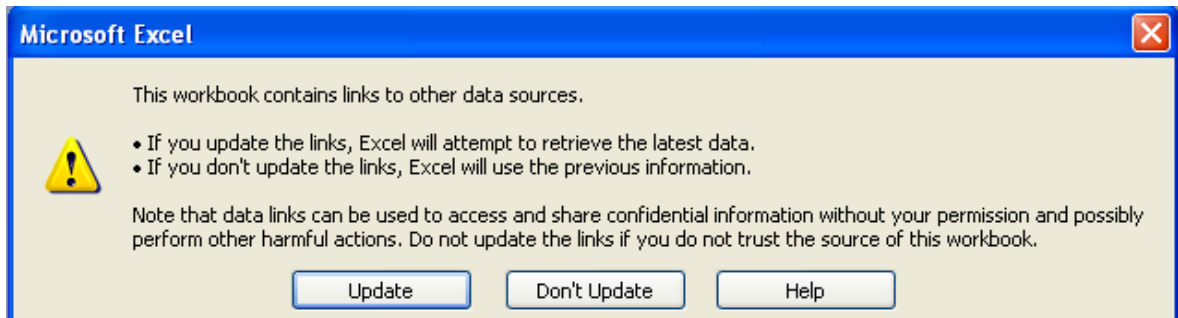 Microsoft Excel
This workbook contains links to other data sources.
• If you update the links, Excel will attempt to retrieve the latest data.
• If you don't update the links, Excel will use the previous information.
Note that data links can be used to access and share confidential information without your permission and possibly
perform other harmful actions. Do not update the links if you do not trust the source of this workbook.
Update Don't Update Help